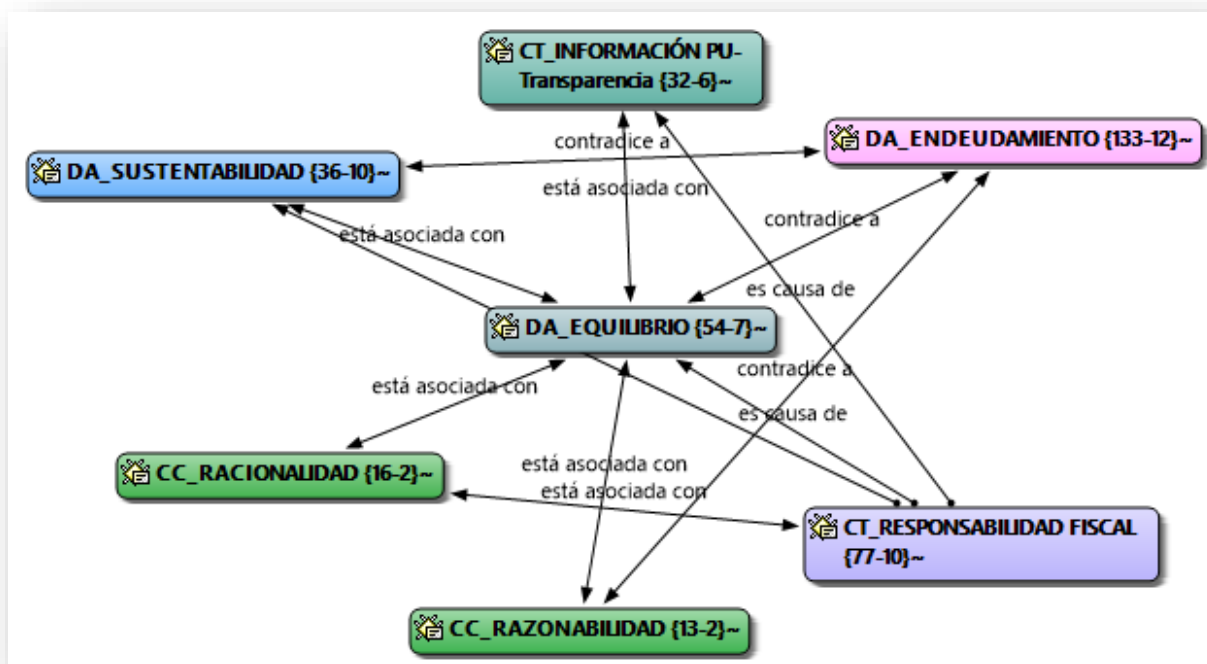 CT_INFORMACIÓN PU-
Transparencia {32-6}~
contradice a
DA_ENDEUDAMIENTO {133-12}~
DA_SUSTENTABILIDAD {36-10}~
está asociada con
contradice a
está asociada con
es causa de
DA_EQUILIBRIO {54-7}~
contradice a
está asociada con
es causa de
CC_RACIONALIDAD {16-2}~
está asociada con
está asociada con
CT_RESPONSABILIDAD FISCAL
{77-10}~
CC_RAZONABILIDAD {13-2}~